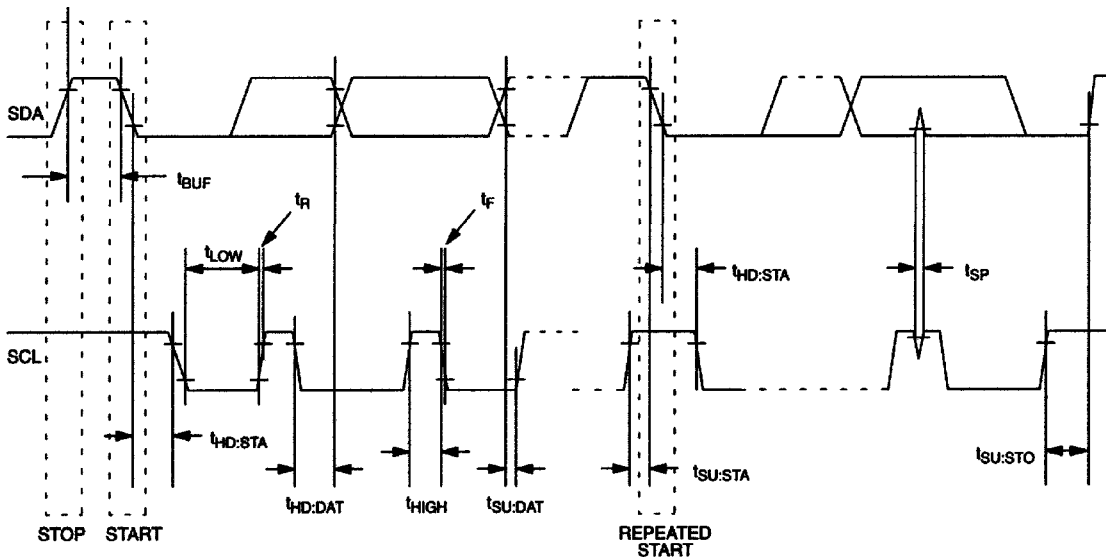 SDA
tBUF
tR
tF
tLOW
tHD:STA
tSP
SCL
tHD:STA
tSU:STA
tSU:STO
tHD:DAT
tHIGH
tSU:DAT
STOP
START
REPEATED
START